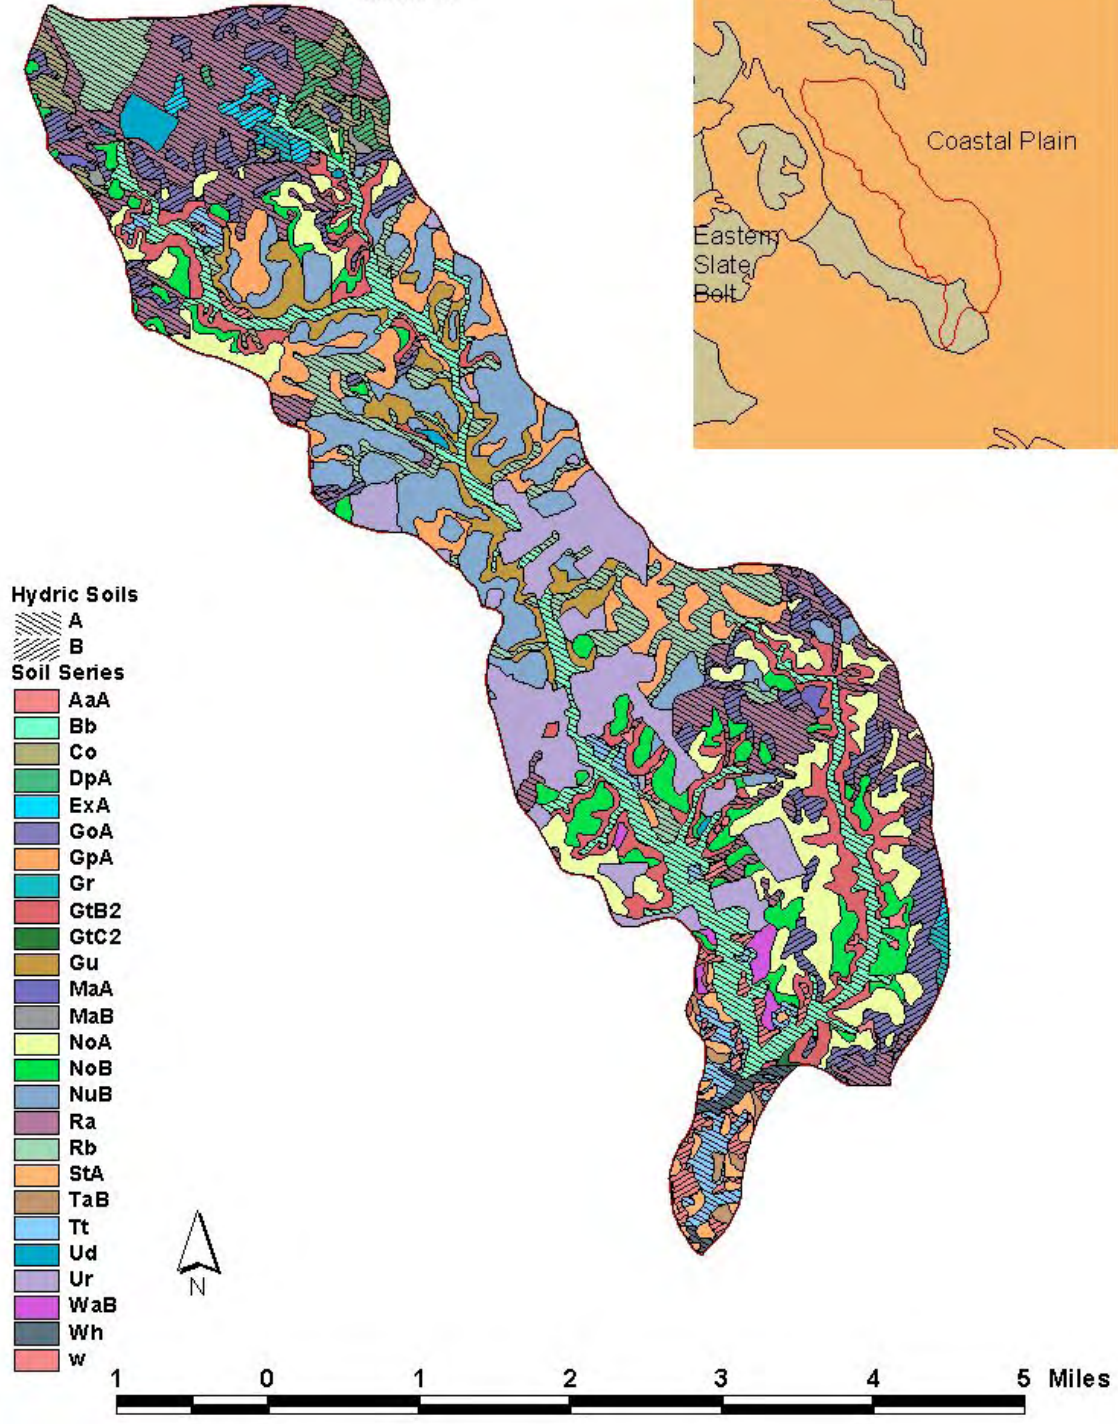 Coastal Plain
Eastern
Slate
Belt
Hydric Soils
A
B
Soil Series
AaA
Bb
Co
DpA
ExA
GoA
GpA
Gr
GtB2
GtC2
Gu
MaA
MaB
NoA
NoB
NuB
Ra
Rb
StA
TaB
Tt
Ud
Ur
WaB
Wh
w
N
1 0 1 2 3 4 5 Miles